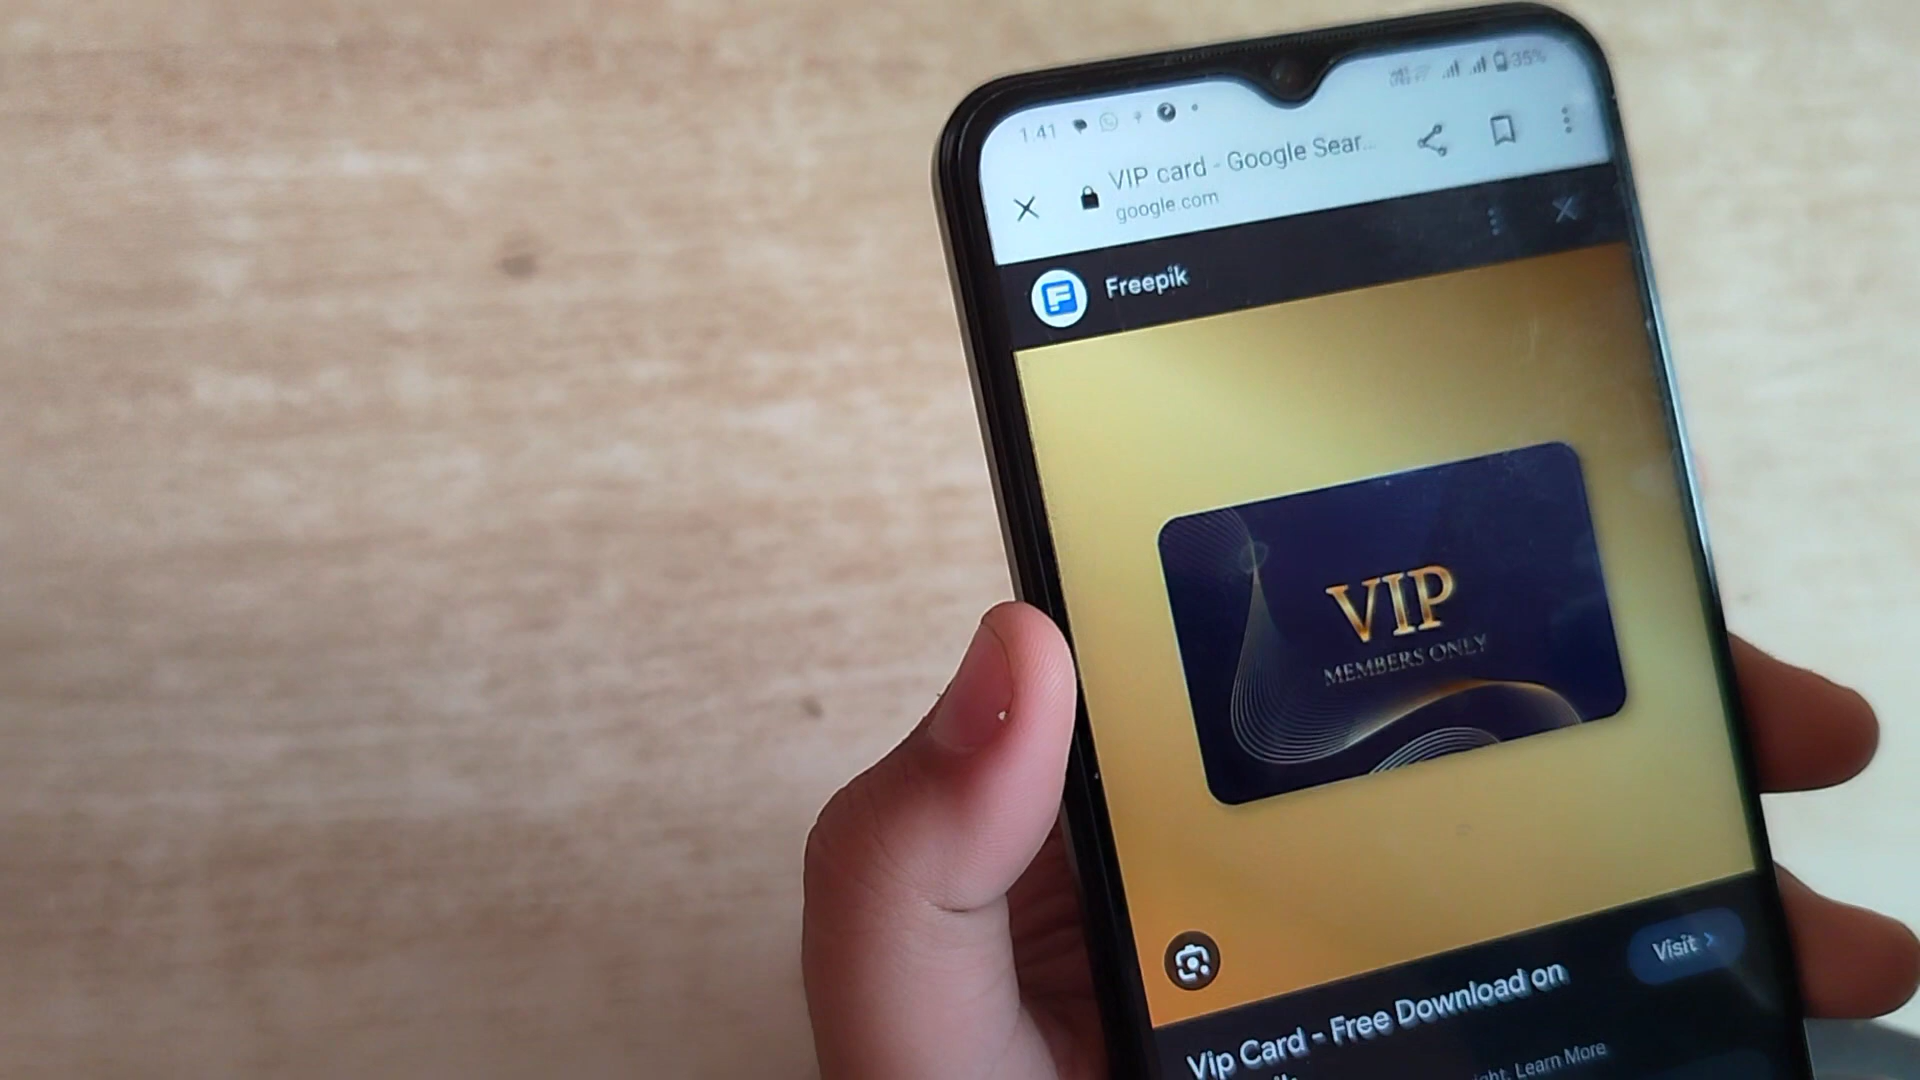 1.41
35%
VIP card - Google Sear...
google.com
Freepik
VIP
MEMBERS ONLY
Visit >
Vip Card - Free Download on
Learn More